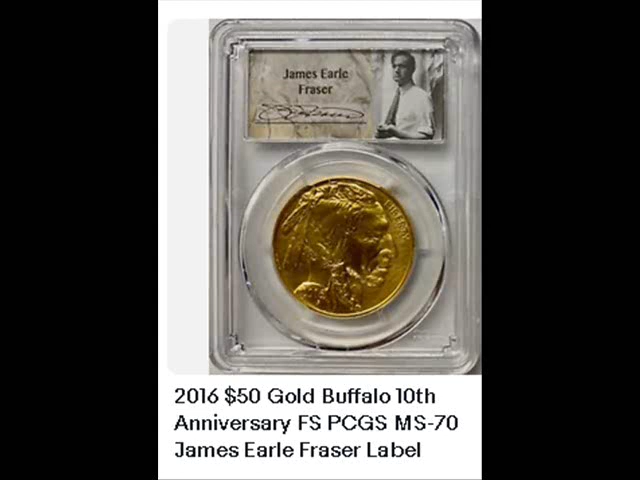 James Earle
Fraser
LIBERTY
2016 $50 Gold Buffalo 10th
Anniversary FS PCGS MS-70
James Earle Fraser Label